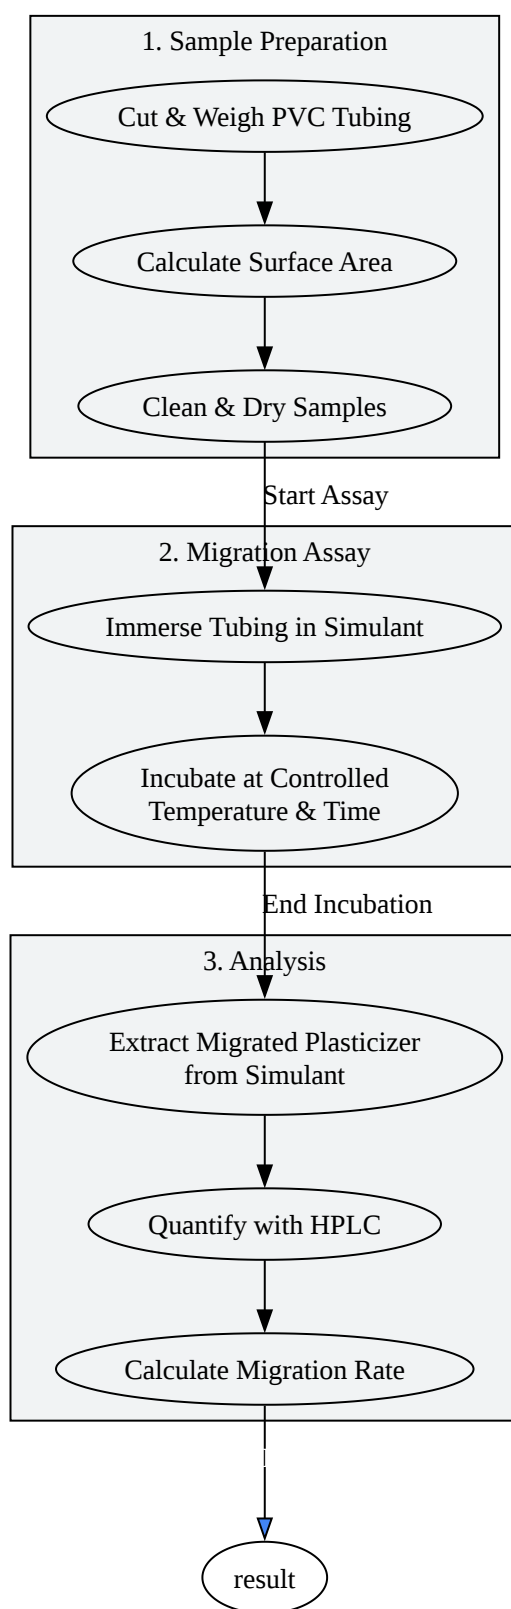 1. Sample Preparation
Cut & Weigh PVC Tubing
Calculate Surface Area
Clean & Dry Samples
Start Assay
2. Migration Assay
Immerse Tubing in Simulant
Incubate at Controlled
Temperature & Time
End Incubation
3. Analysis
Extract Migrated Plasticizer
from Simulant
Quantify with HPLC
Calculate Migration Rate
result